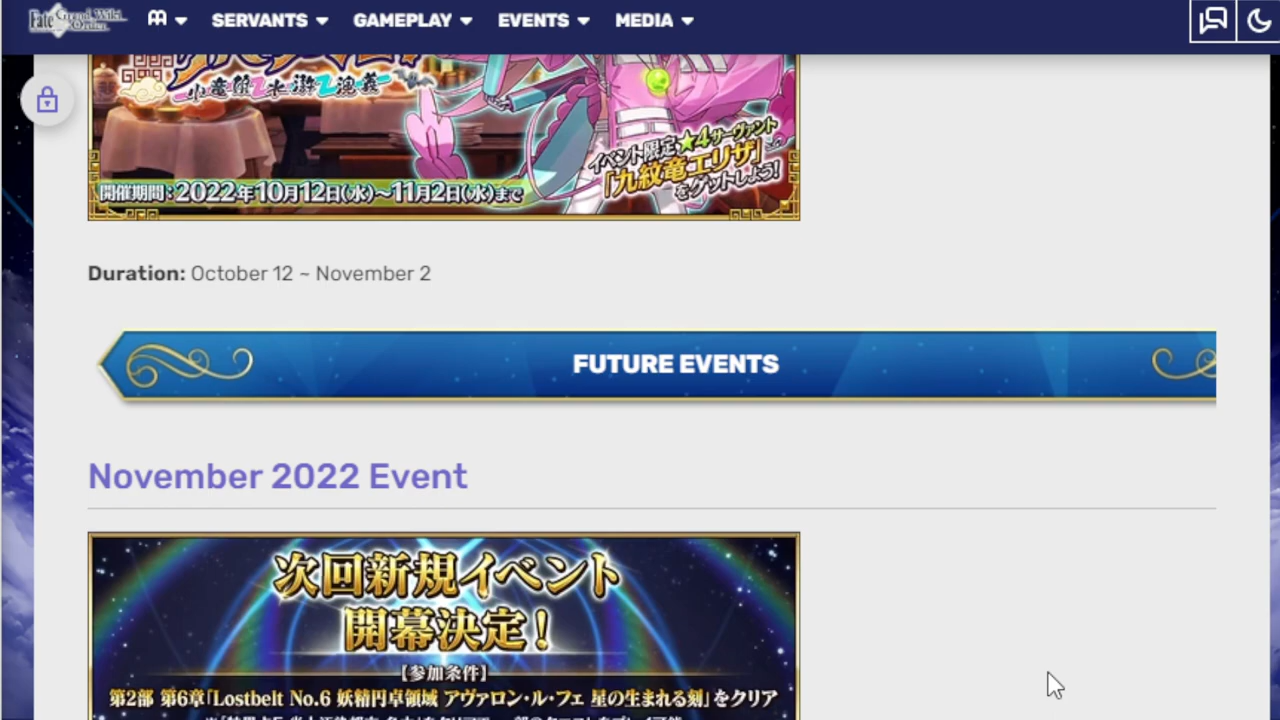 Fate Grand Wiki Order
SERVANTS
GAMEPLAY
EVENTS
MEDIA
イベント限定★4サーヴァント
「九紋竜エリザ」
をゲットしよう!
開催期間:2022年10月12日(水)~11月2日(水)まで
Duration: October 12 ~ November 2
FUTURE EVENTS
November 2022 Event
次回新規イベント
開幕決定!
【参加条件】
第2部 第6章「Lostbelt No.6 妖精円卓領域 アヴァロン・ル・フェ 星の生まれる刻」をクリア